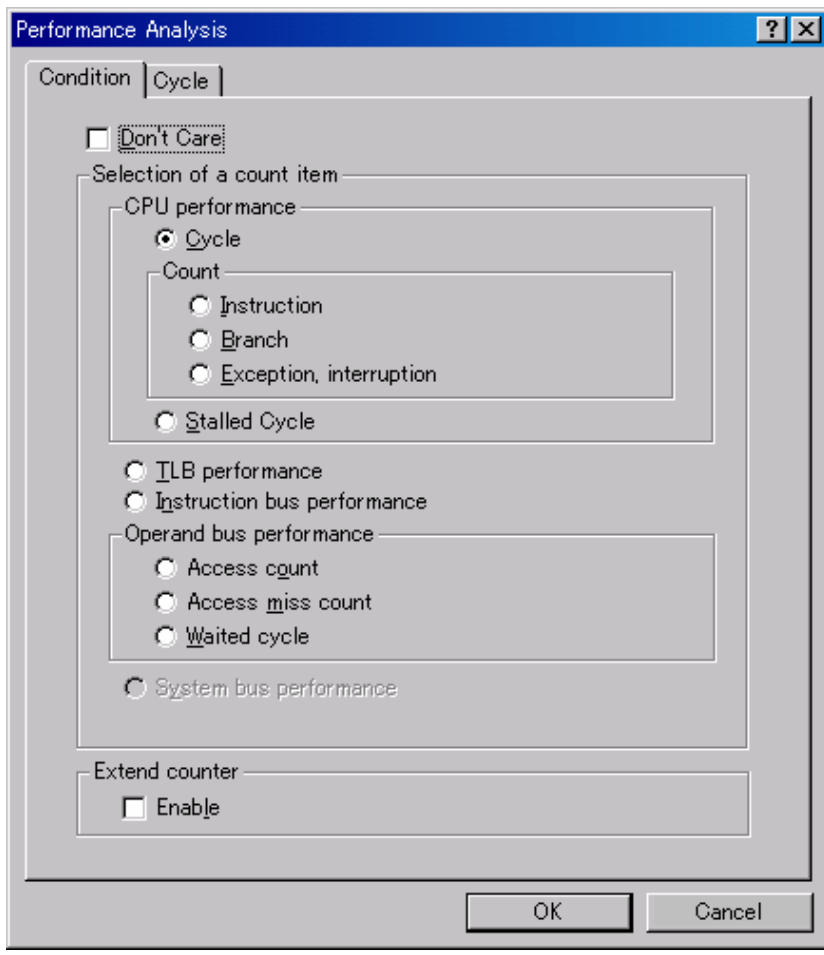 Performance Analysis
Condition Cycle
Don't Care
Selection of a count item
CPU performance
Cycle
Count
Instruction
Branch
Exception, interruption
Stalled Cycle
TLB performance
Instruction bus performance
Operand bus performance
Access count
Access miss count
Waited cycle
System bus performance
Extend counter
Enable
OK Cancel